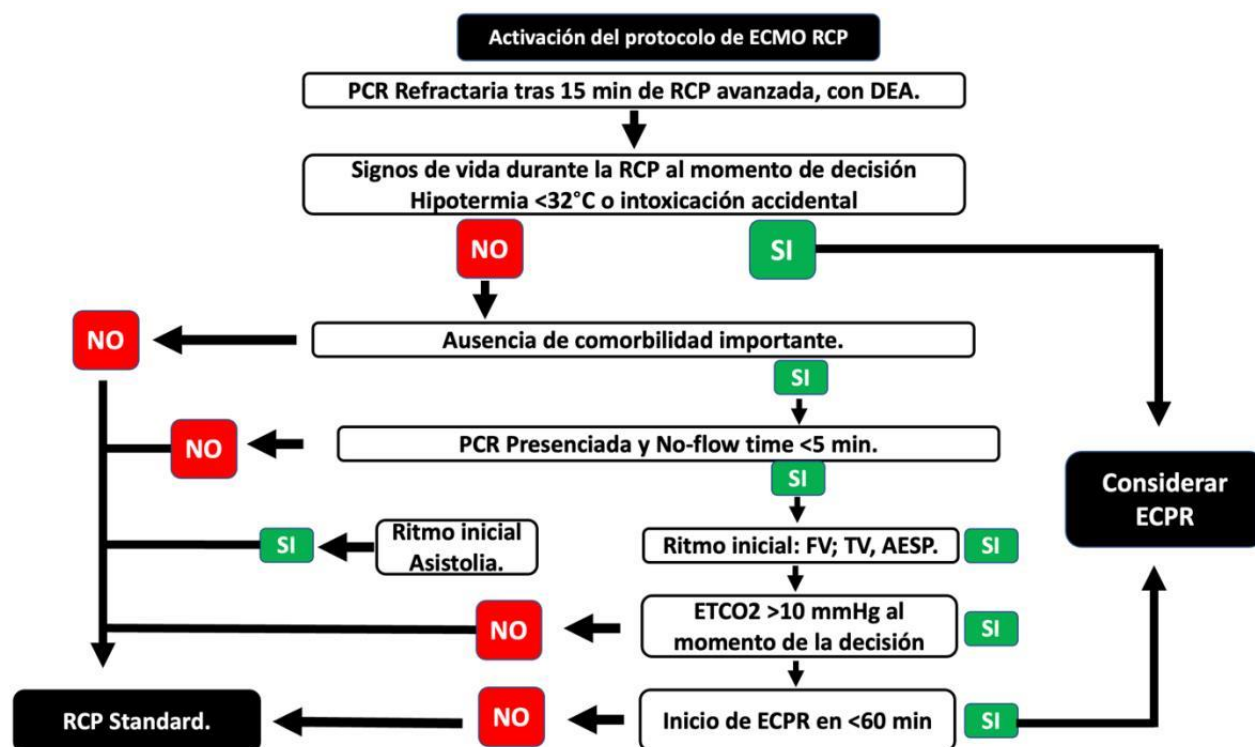 Activación del protocolo de ECMO RCP
PCR Refractaria tras 15 min de RCP avanzada, con DEA.
Signos de vida durante la RCP al momento de decisión
Hipotermia <32°C o intoxicación accidental
NO
SI
NO
Ausencia de comorbilidad importante.
SI
NO
PCR Presenciada y No-flow time <5 min.
SI
Considerar
ECPR
SI
Ritmo inicial
Asistolia.
Ritmo inicial: FV; TV, AESP.
SI
NO
ETCO2 >10 mmHg al
momento de la decisión
SI
RCP Standard.
NO
Inicio de ECPR en <60 min
SI